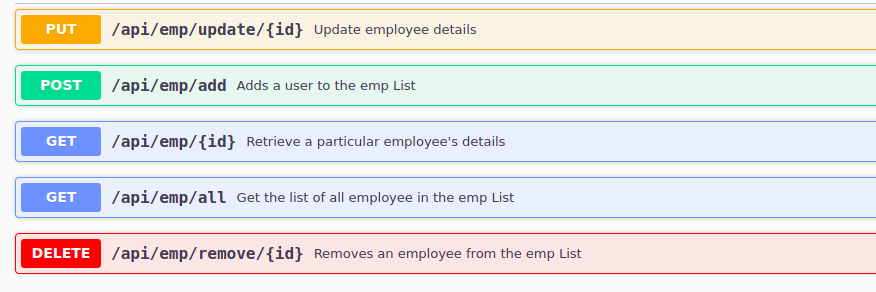 PUT /api/emp/update/{id} Update employee details
POST /api/emp/add Adds a user to the emp List
GET /api/emp/{id} Retrieve a particular employee's details
GET /api/emp/all Get the list of all employee in the emp List
DELETE /api/emp/remove/{id} Removes an employee from the emp List